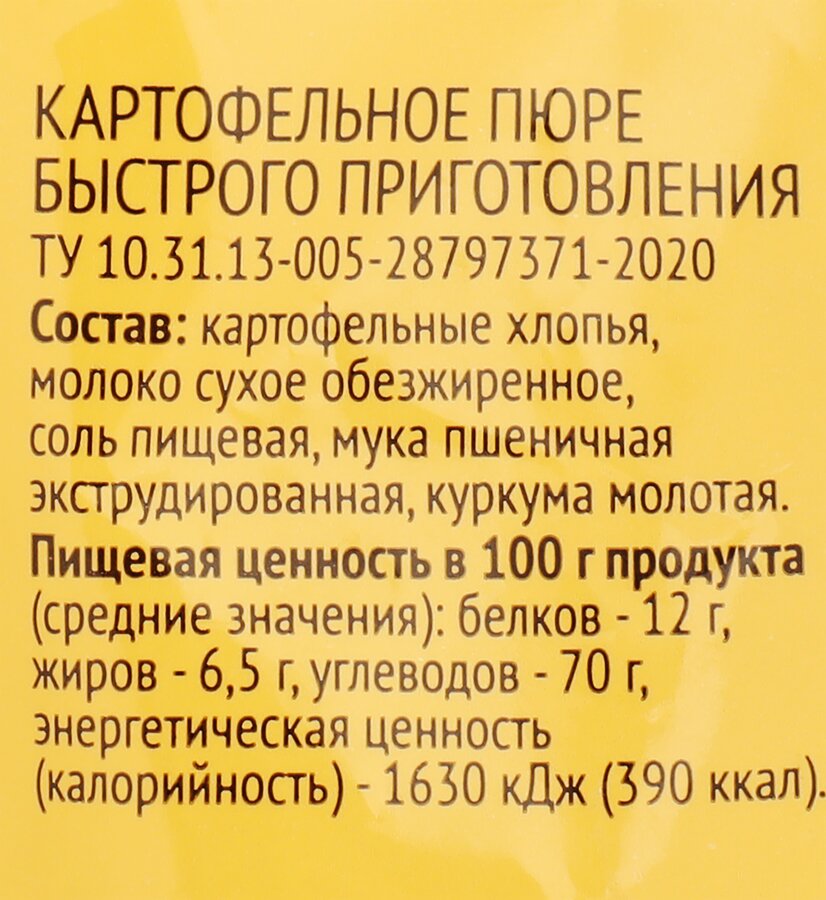 КАРТОФЕЛЬНОЕ ПЮРЕ
БЫСТРОГО ПРИГОТОВЛЕНИЯ
ТУ 10.31.13-005-28797371-2020
Состав: картофельные хлопья,
молоко сухое обезжиренное,
соль пищевая, мука пшеничная
экструдированная, куркума молотая.
Пищевая ценность в 100 г продукта
(средние значения): белков - 12 г,
жиров - 6,5 г, углеводов - 70 г,
энергетическая ценность
(калорийность) - 1630 кДж (390 ккал).